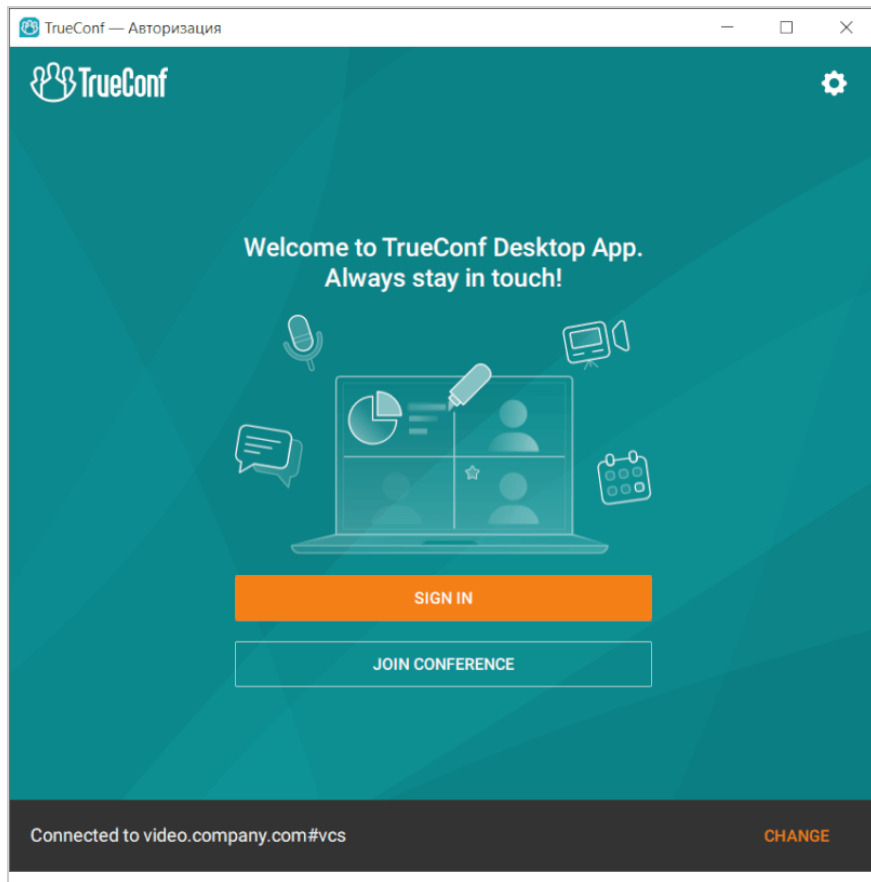 TrueConf — Авторизация
TrueConf
Welcome to TrueConf Desktop App.
Always stay in touch!
SIGN IN
JOIN CONFERENCE
Connected to video.company.com#vcs
CHANGE